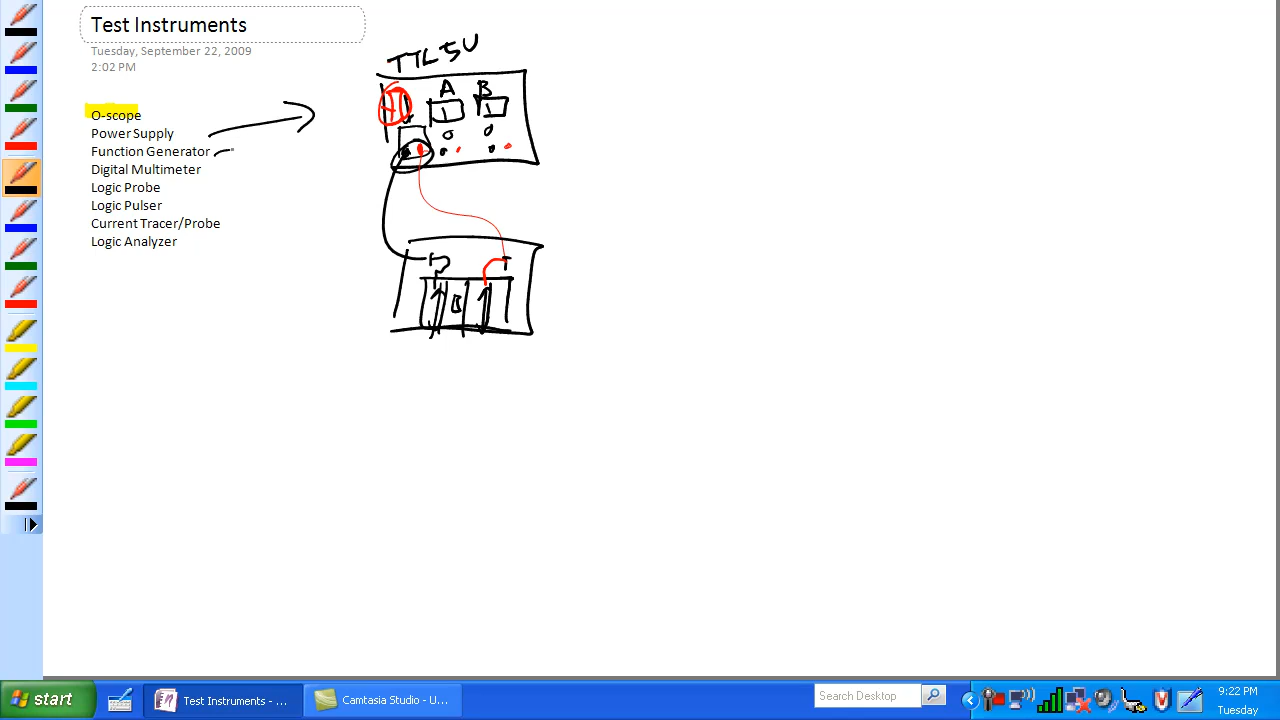 Test Instruments
Tuesday, September 22, 2009
2:02 PM
TTL 5V
A B
O-scope
Power Supply
Function Generator
Digital Multimeter
Logic Probe
Logic Pulser
Current Tracer/Probe
Logic Analyzer
start
Test Instruments - ...
Camtasia Studio - U...
Search Desktop
9:22 PM
Tuesday